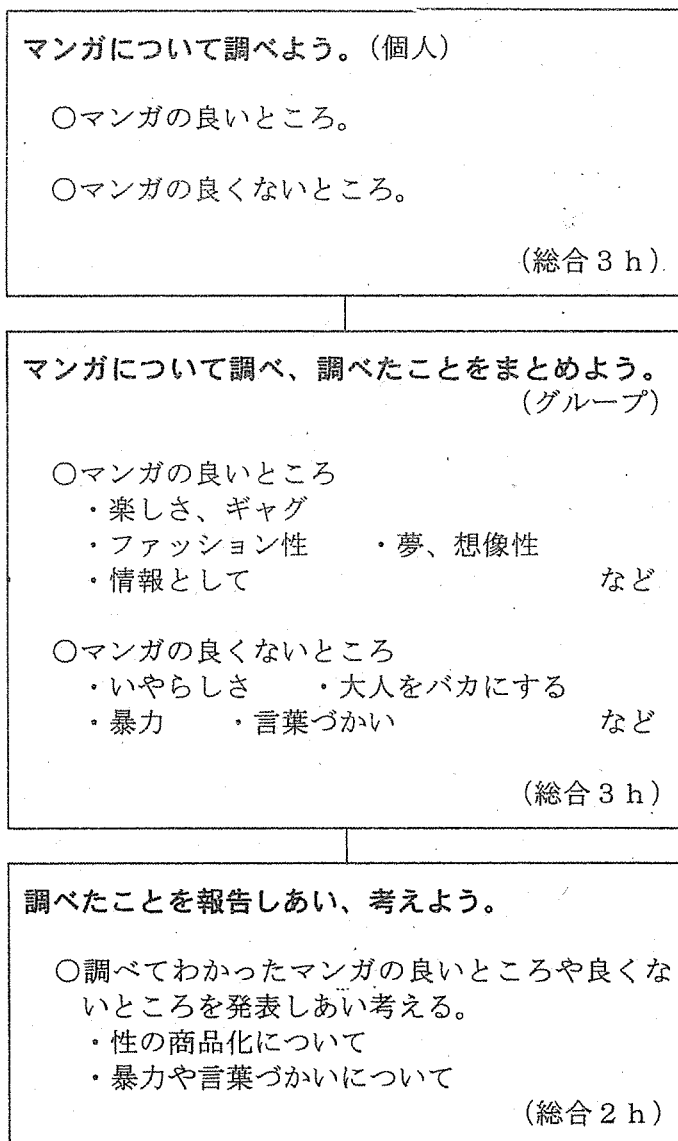 マンガについて調べよう。(個人)
○マンガの良いところ。
○マンガの良くないところ。
(総合3h)
マンガについて調べ、調べたことをまとめよう。
(グループ)
○マンガの良いところ
・楽しさ、ギャグ
・ファッション性　・夢、想像性
・情報として　など
○マンガの良くないところ
・いやらしさ　・大人をバカにする
・暴力　・言葉づかい　など
(総合3h)
調べたことを報告しあい、考えよう。
○調べてわかったマンガの良いところや良くな
いところを発表しあい考える。
・性の商品化について
・暴力や言葉づかいについて
(総合2h)